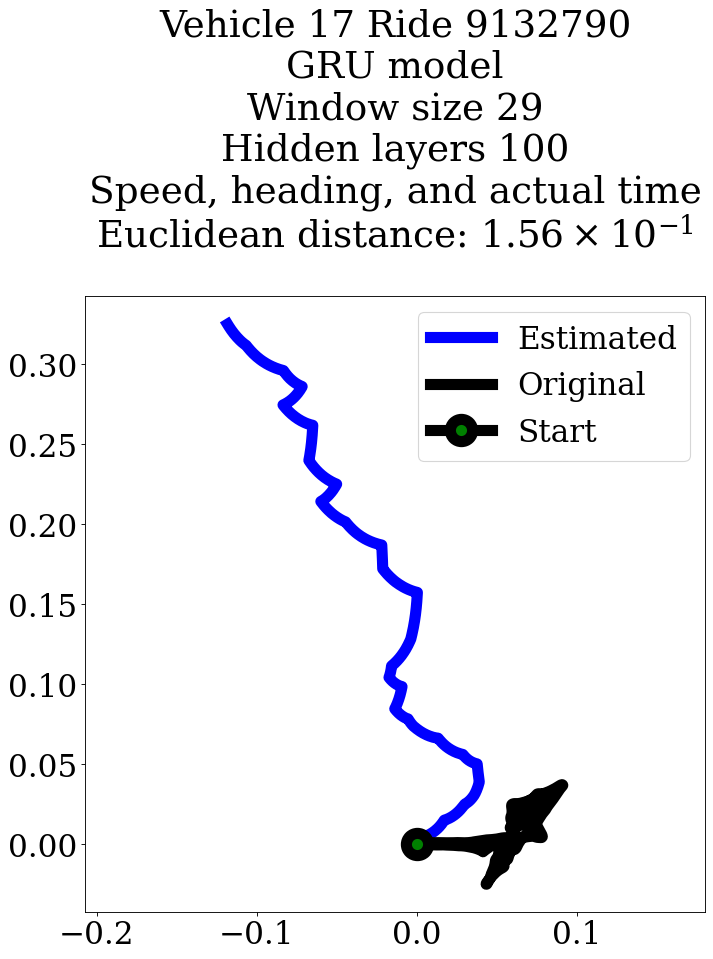 Vehicle 17 Ride 9132790
GRU model
Window size 29
Hidden layers 100
Speed, heading, and actual time
Euclidean distance: 1.56 × 10⁻¹
Estimated
Original
Start
0.30
0.25
0.20
0.15
0.10
0.05
0.00
−0.2 −0.1 0.0 0.1